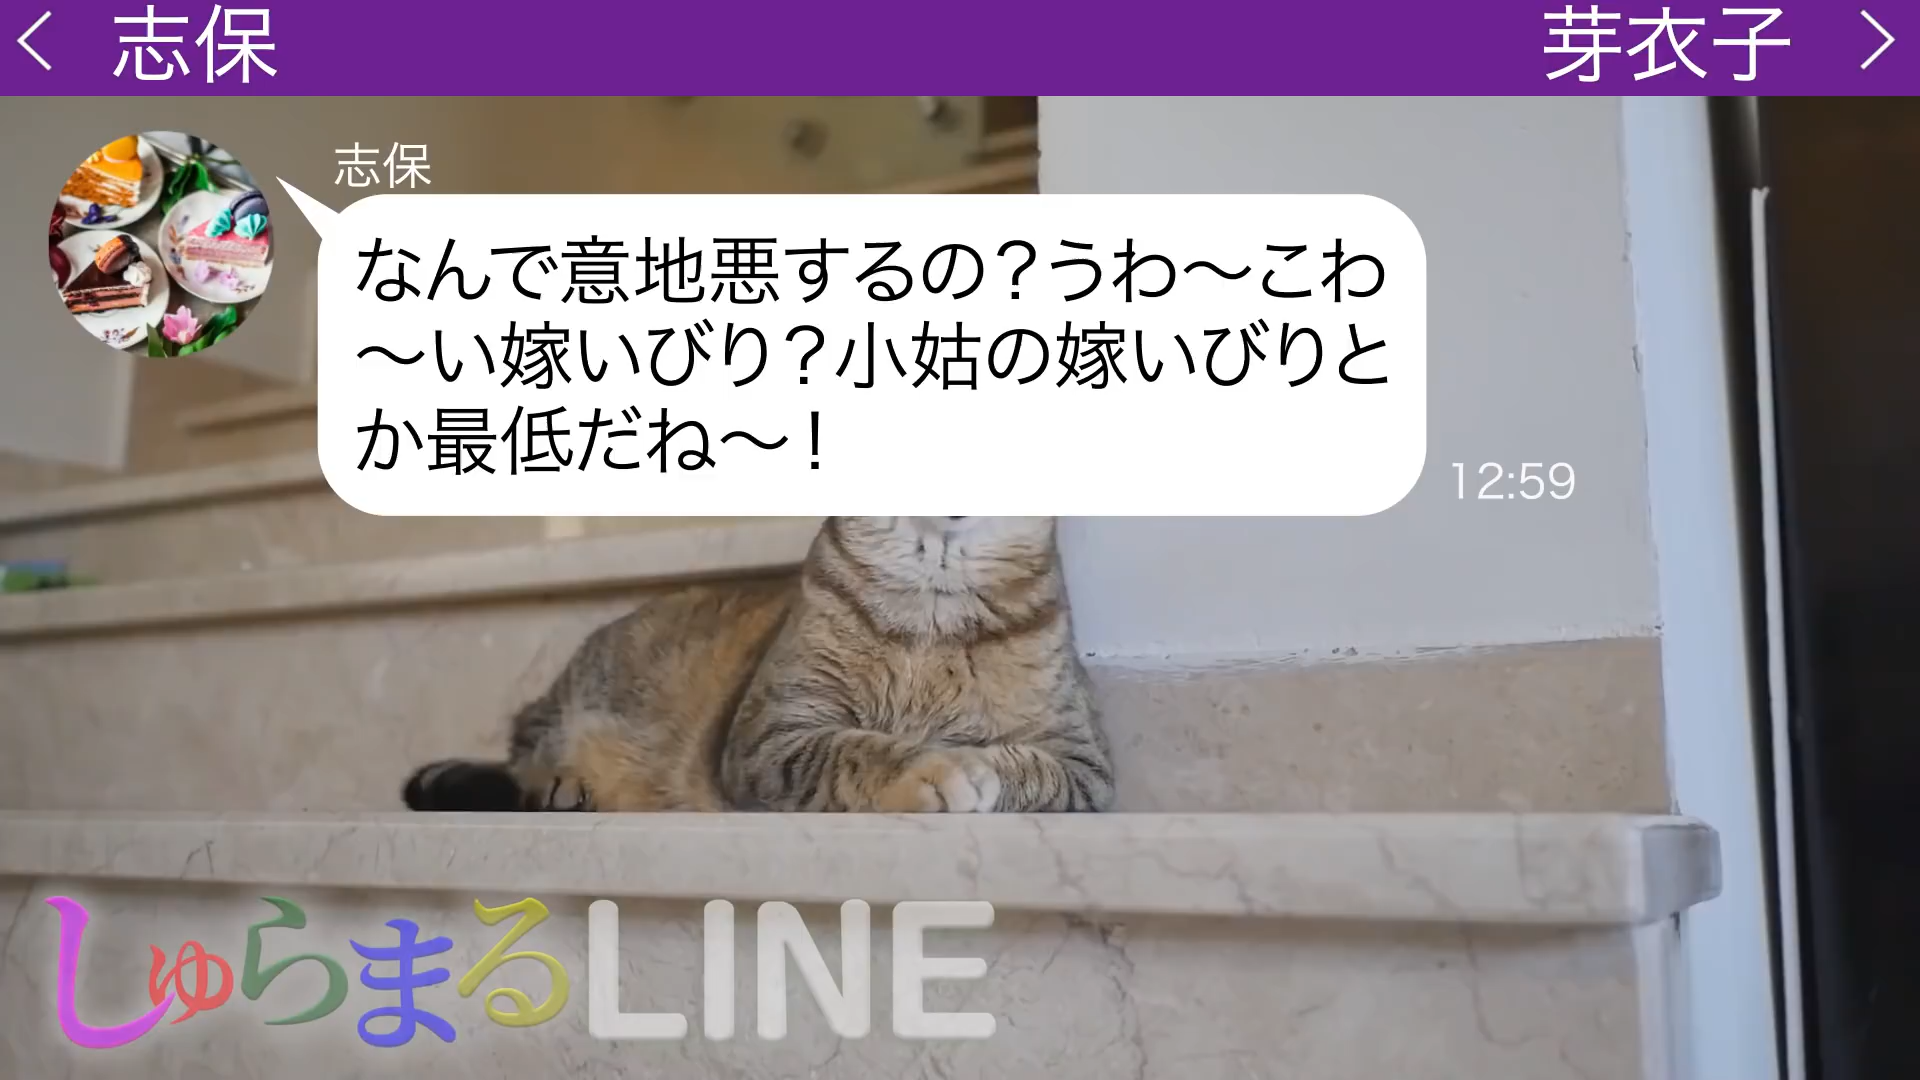 志保
芽衣子
志保
なんで意地悪するの？うわ〜こわ
〜い嫁いびり？小姑の嫁いびりと
か最低だね〜！
12:59
しゅらまるLINE